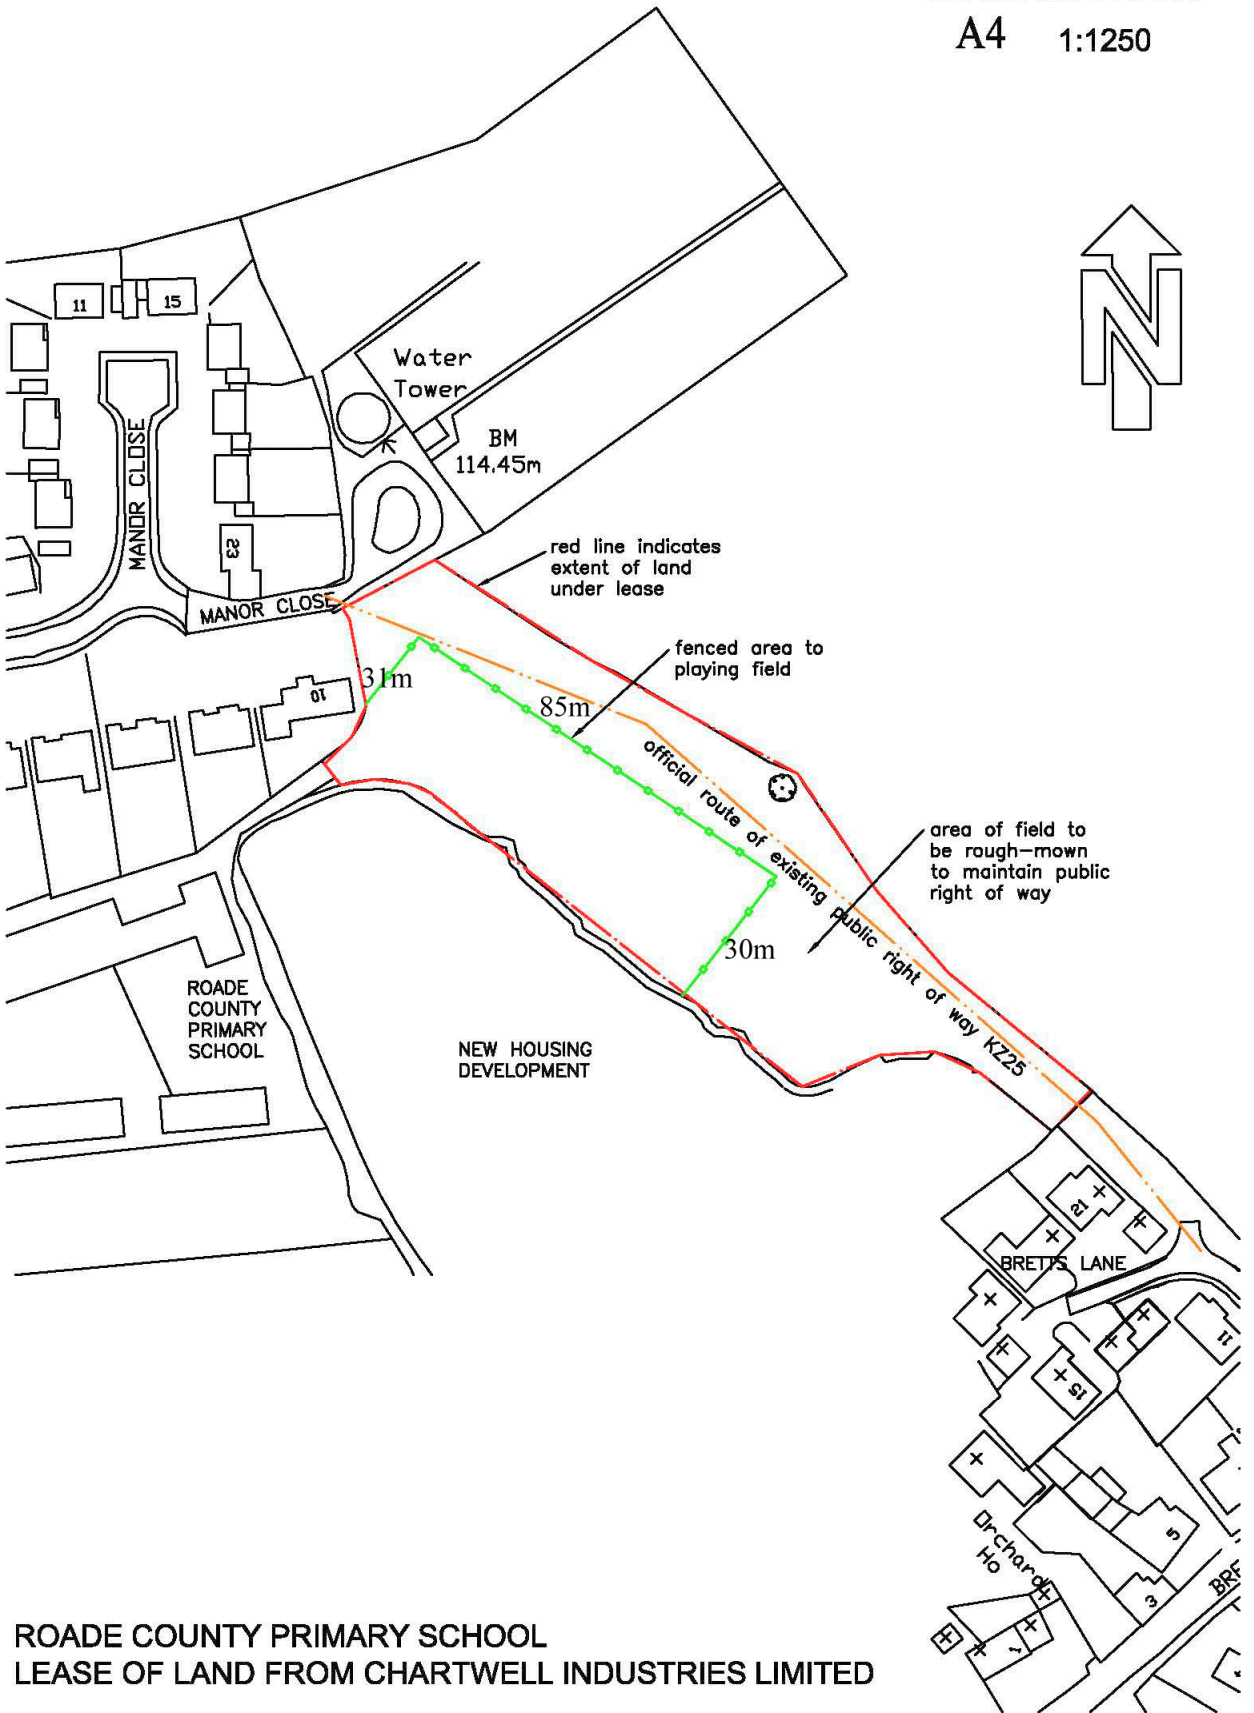 A4 1:1250
11
15
Water
Tower
BM
114.45m
MANOR CLOSE
MANOR CLOSE
23
N
red line indicates
extent of land
under lease
MANOR CLOSE
fenced area to
playing field
31m
10
85m
official route of existing public right of way KZ25
area of field to
be rough-mown
to maintain public
right of way
30m
ROADE
COUNTY
PRIMARY
SCHOOL
NEW HOUSING
DEVELOPMENT
21
BRETTS LANE
11
15
5
Orchard
Ho
3
1
BRE
ROADE COUNTY PRIMARY SCHOOL
LEASE OF LAND FROM CHARTWELL INDUSTRIES LIMITED